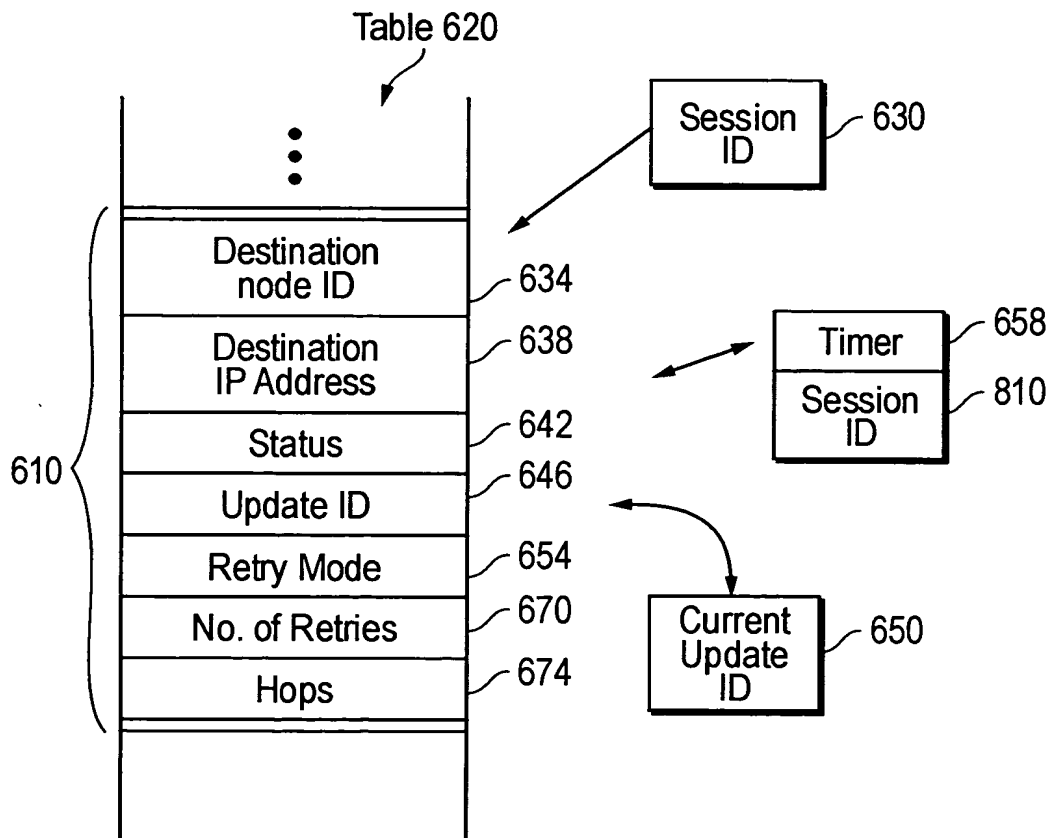 Table 620
Session
ID
630
Destination
node ID
634
Destination
IP Address
638
Timer
658
Session
ID
810
Status
642
610
Update ID
646
Retry Mode
654
No. of Retries
670
Current
Update
ID
650
Hops
674